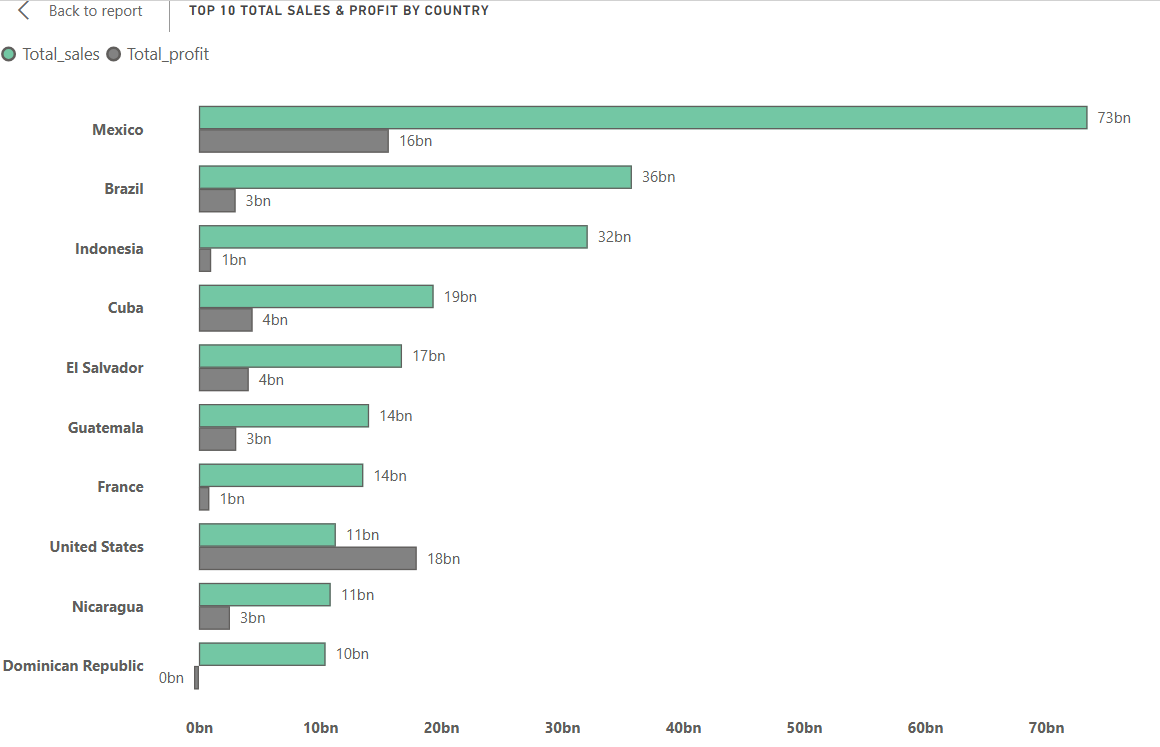 Back to report
TOP 10 TOTAL SALES & PROFIT BY COUNTRY
Total_sales Total_profit
Mexico
73bn
16bn
Brazil
36bn
3bn
Indonesia
32bn
1bn
Cuba
19bn
4bn
El Salvador
17bn
4bn
Guatemala
14bn
3bn
France
14bn
1bn
United States
11bn
18bn
Nicaragua
11bn
3bn
Dominican Republic
10bn
0bn
0bn 10bn 20bn 30bn 40bn 50bn 60bn 70bn